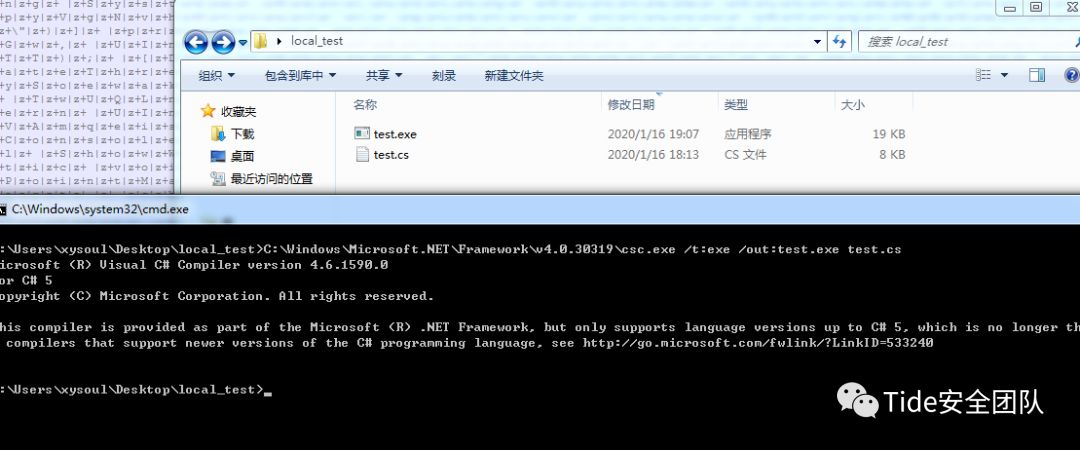 local_test
搜索 local_test
组织 包含到库中 共享 刻录 新建文件夹
收藏夹
下载
桌面
最近访问的位置
名称 修改日期 类型 大小
test.exe 2020/1/16 19:07 应用程序 19 KB
test.cs 2020/1/16 18:13 CS 文件 8 KB
C:\Windows\system32\cmd.exe
:\Users\xysoul\Desktop\local_test>C:\Windows\Microsoft.NET\Framework\v4.0.30319\csc.exe /t:exe /out:test.exe test.cs
icrosoft (R) Visual C# Compiler version 4.6.1590.0
or C# 5
opyright (C) Microsoft Corporation. All rights reserved.
his compiler is provided as part of the Microsoft (R) .NET Framework, but only supports language versions up to C# 5, which is no longer th
compilers that support newer versions of the C# programming language, see http://go.microsoft.com/fwlink/?LinkID=533240
:\Users\xysoul\Desktop\local_test>_
Tide安全团队